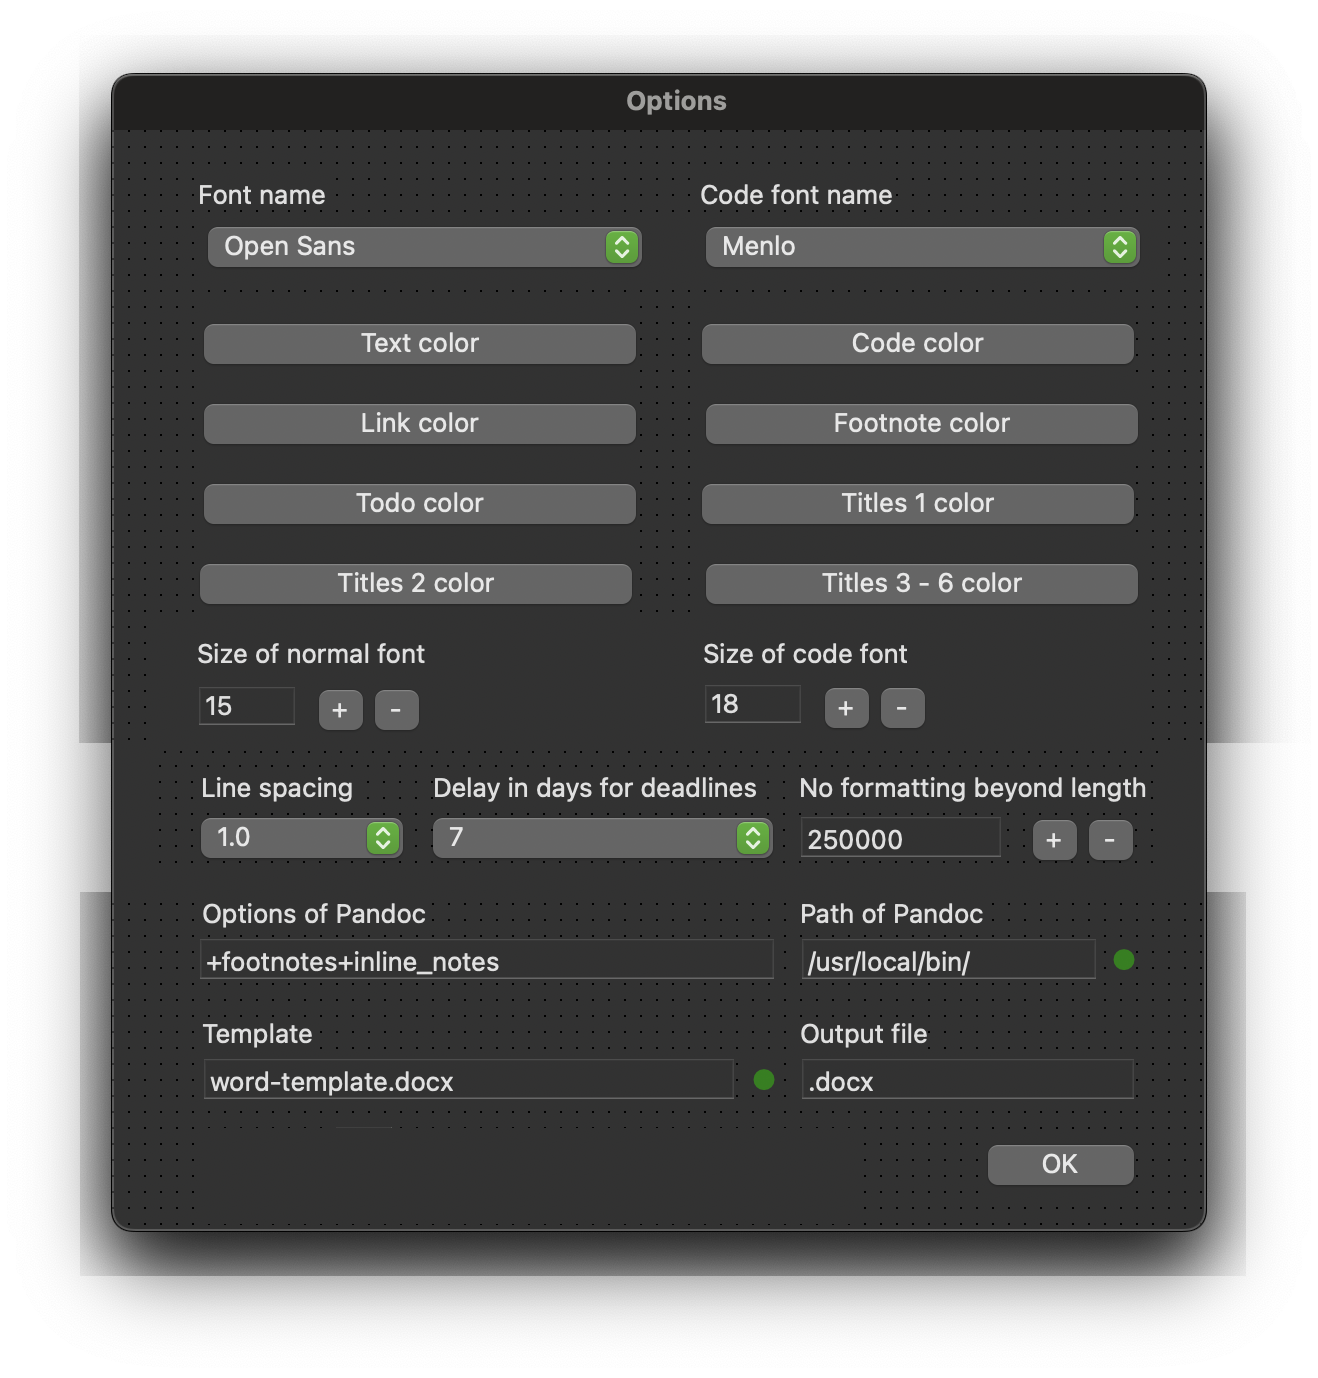 Options
Font name
Code font name
Open Sans
Menlo
Text color
Code color
Link color
Footnote color
Todo color
Titles 1 color
Titles 2 color
Titles 3 - 6 color
Size of normal font
Size of code font
15 + -
18 + -
Line spacing
Delay in days for deadlines
No formatting beyond length
1.0
7
250000 + -
Options of Pandoc
Path of Pandoc
+footnotes+inline_notes
/usr/local/bin/
Template
Output file
word-template.docx
.docx
OK